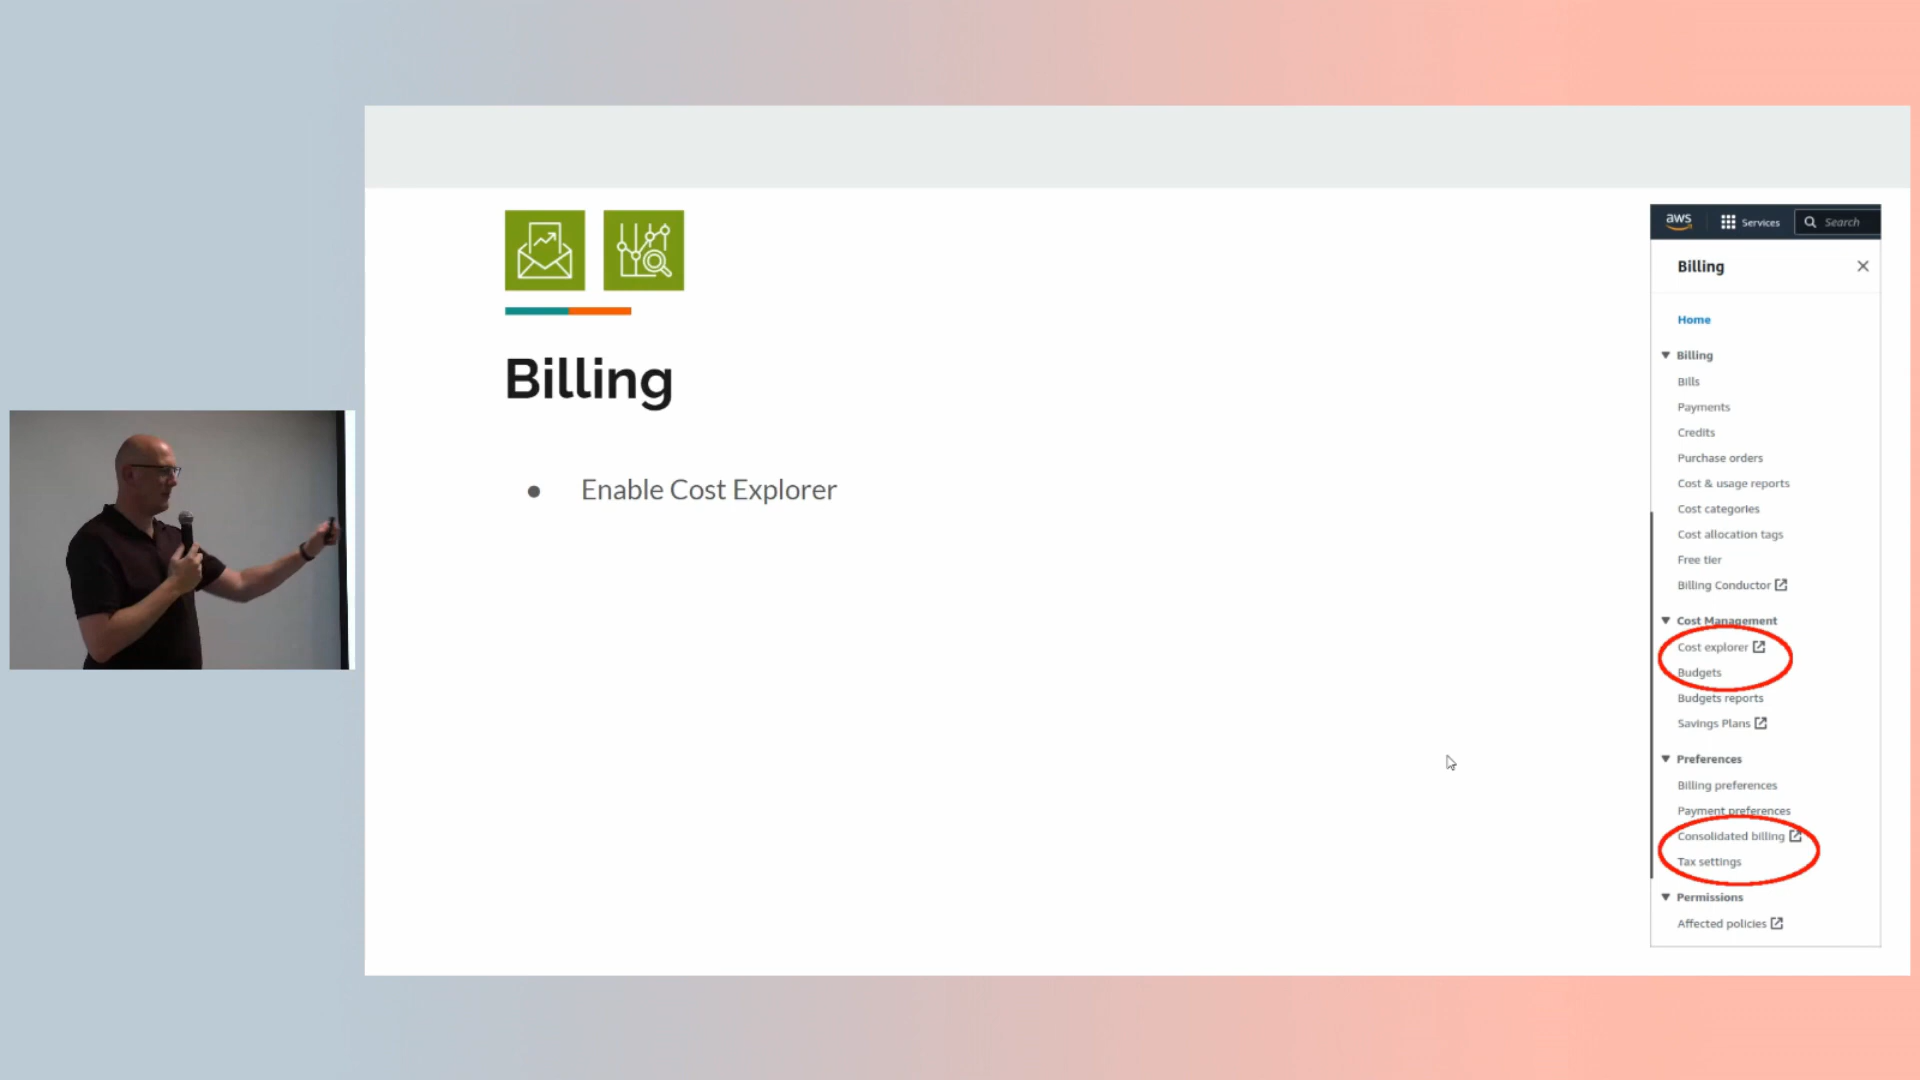 Billing
Enable Cost Explorer
aws
Services
Search
Billing
Home
Billing
Bills
Payments
Credits
Purchase orders
Cost & usage reports
Cost categories
Cost allocation tags
Free tier
Billing Conductor
Cost Management
Cost explorer
Budgets
Budgets reports
Savings Plans
Preferences
Billing preferences
Payment preferences
Consolidated billing
Tax settings
Permissions
Affected policies